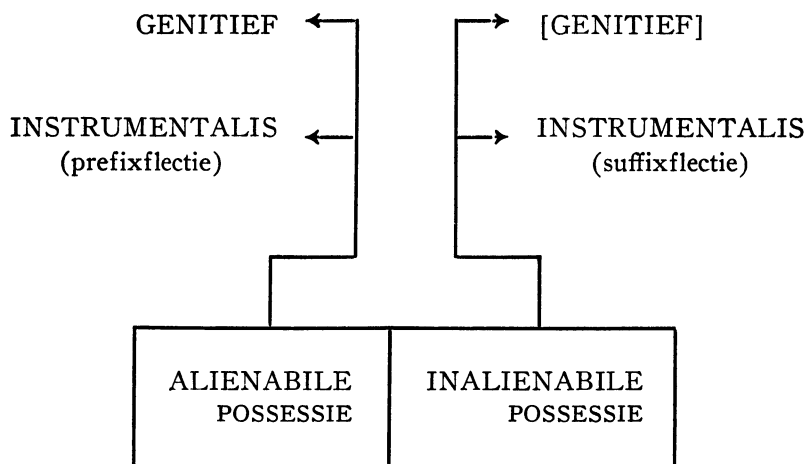 GENITIEF
[GENITIEF]
INSTRUMENTALIS
(prefixflectie)
INSTRUMENTALIS
(suffixflectie)
ALIENABILE
POSSESSIE
INALIENABILE
POSSESSIE